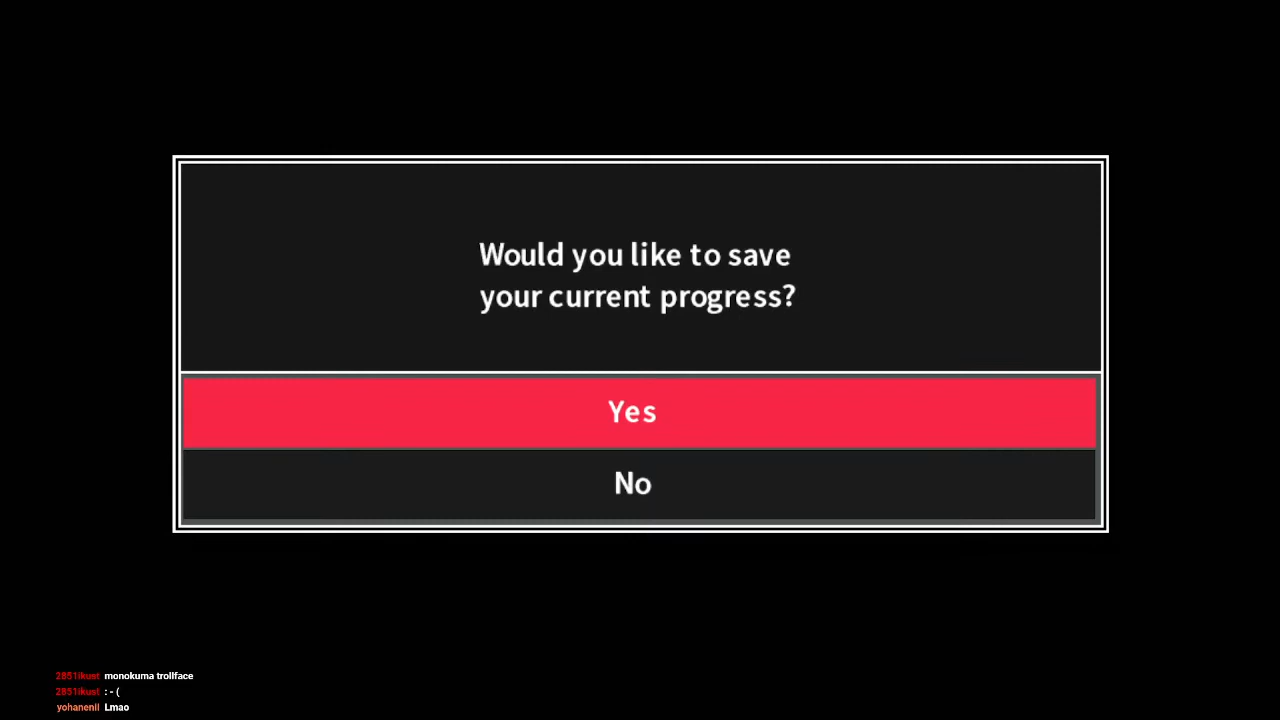 Would you like to save
your current progress?
Yes
No
2851ikust monokuma trollface
2851ikust : - (
yohanenil Lmao